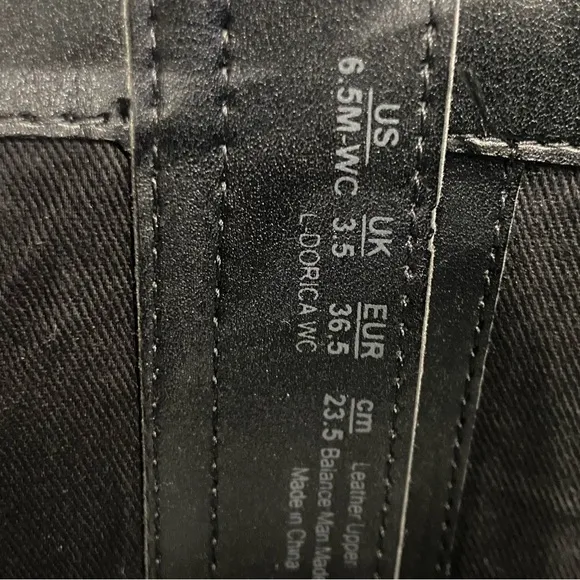 US UK EUR cm
6.5M-WC 3.5 36.5 23.5
L-DORICA WC
Leather Upper
Balance Man Made
Made in China